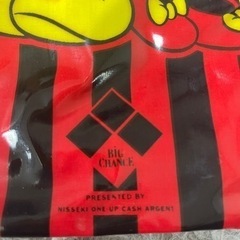 BIG
CHANCE
PRESENTED BY
NISSEKI ONE-UP CASH ARGENT